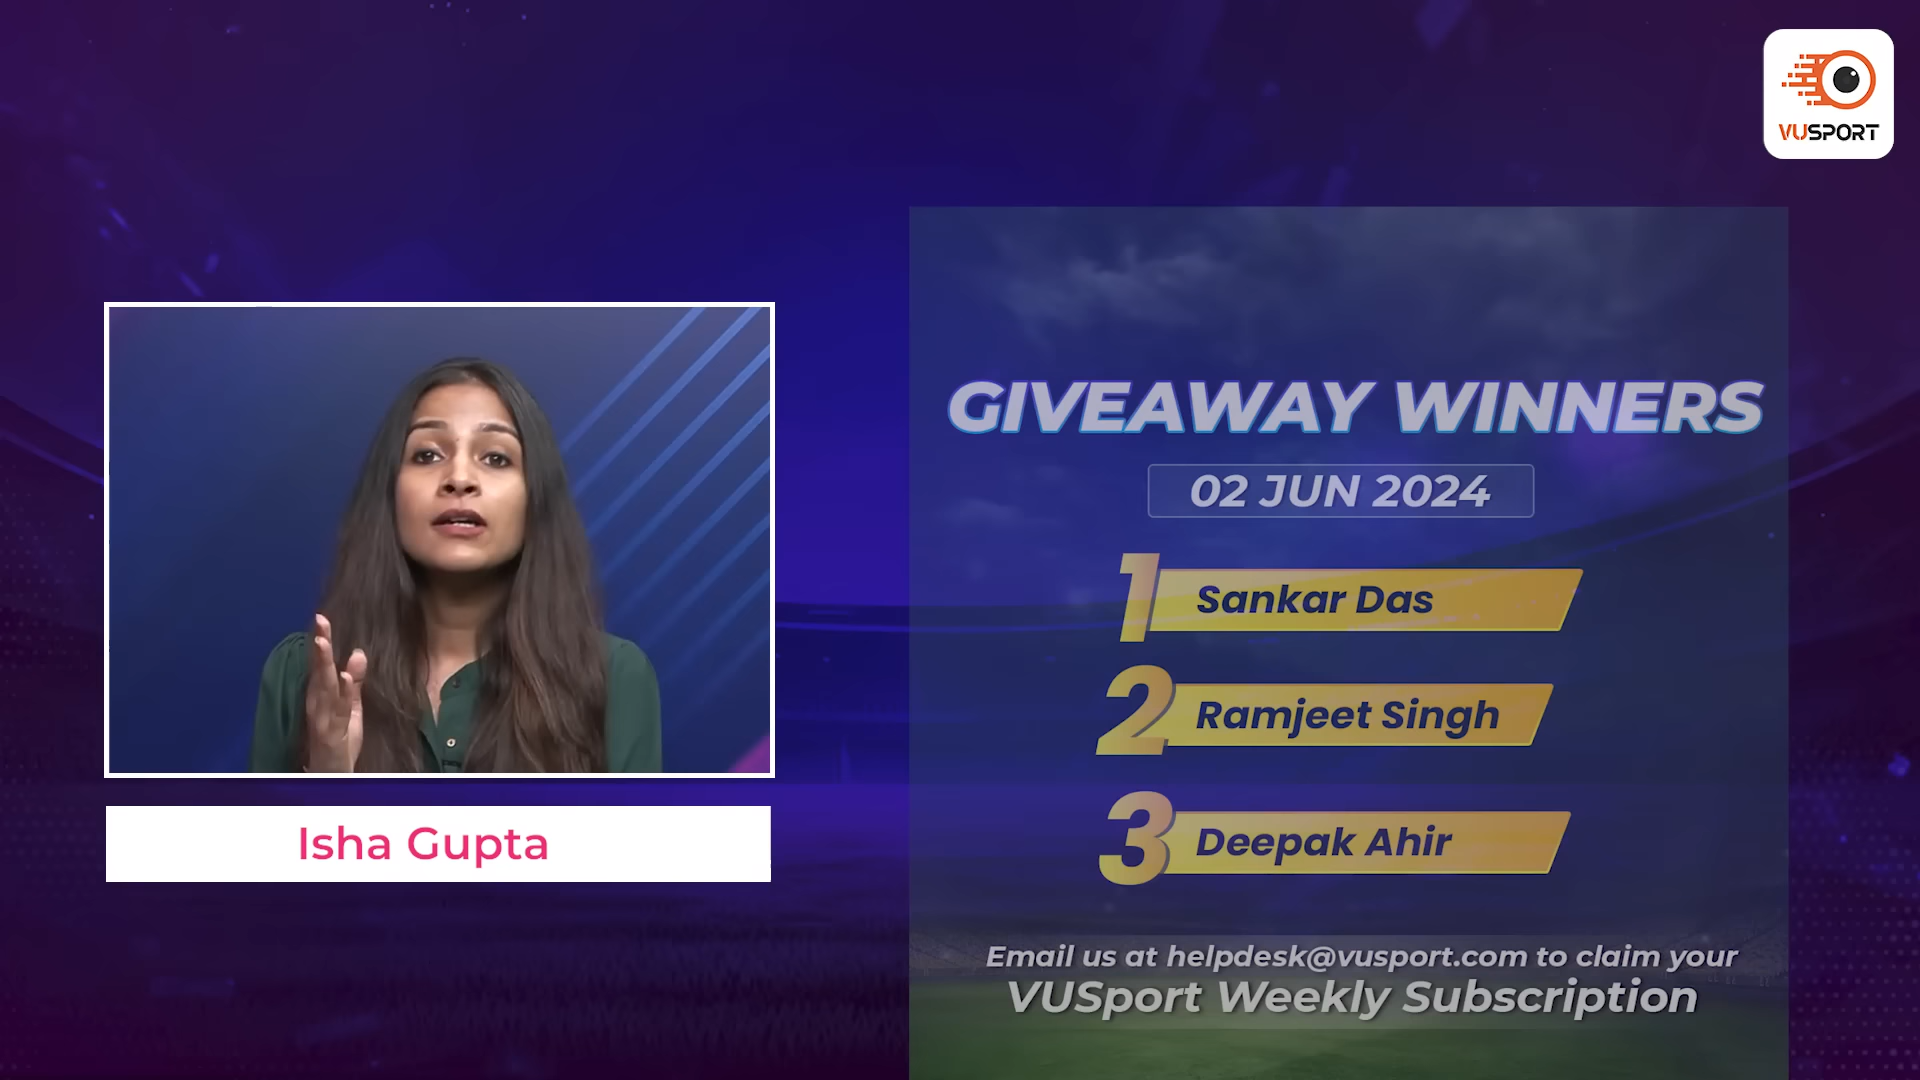 VUSPORT
GIVEAWAY WINNERS
02 JUN 2024
1 Sankar Das
2 Ramjeet Singh
3 Deepak Ahir
Isha Gupta
Email us at helpdesk@vusport.com to claim your
VUSport Weekly Subscription